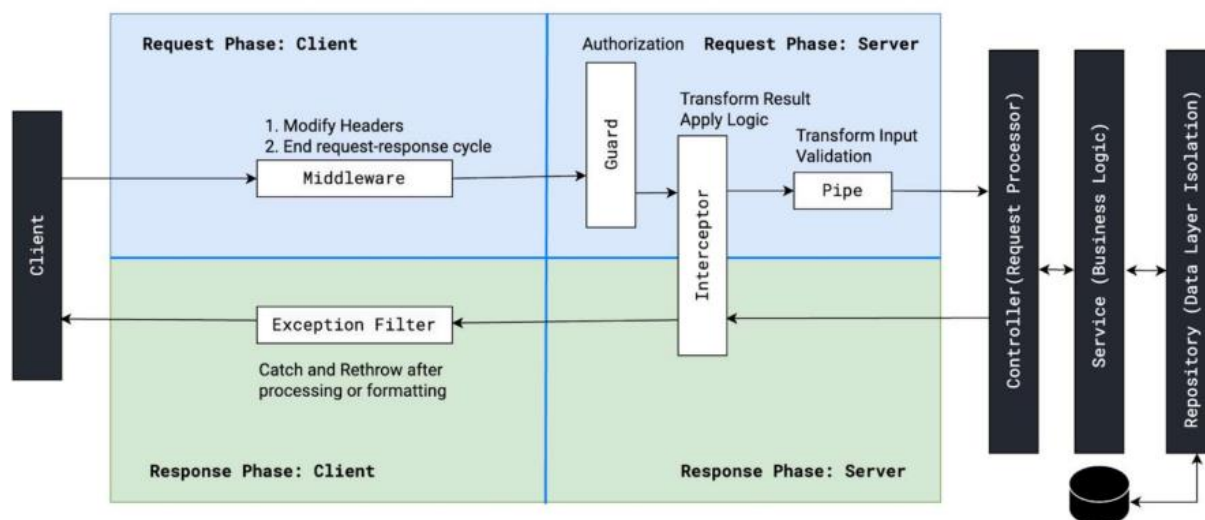 Request Phase: Client
Authorization
Request Phase: Server
1. Modify Headers
2. End request-response cycle
Middleware
Guard
Transform Result
Apply Logic
Transform Input
Validation
Pipe
Client
Interceptor
Controller(Request Processor)
Service (Business Logic)
Repository (Data Layer Isolation)
Exception Filter
Catch and Rethrow after
processing or formatting
Response Phase: Client
Response Phase: Server